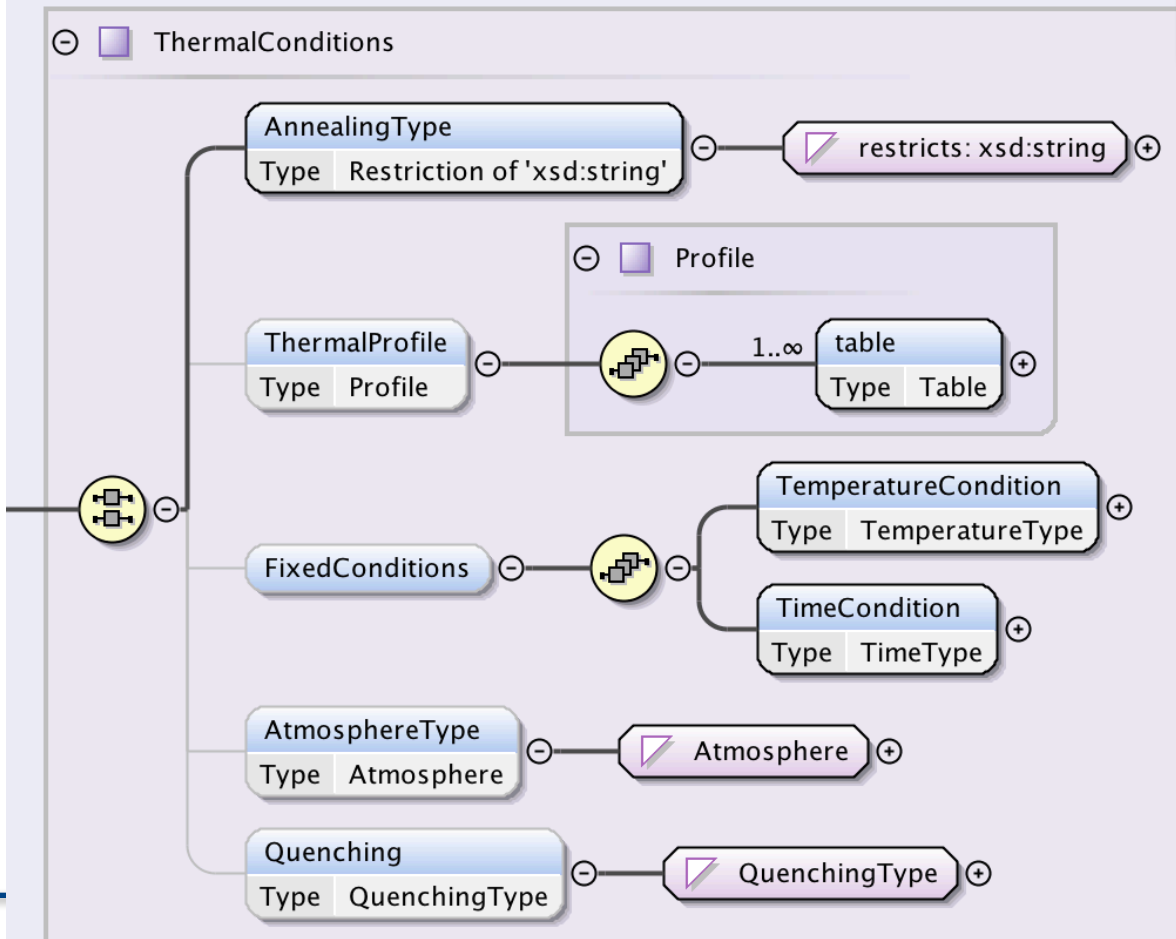 ThermalConditions
AnnealingType
Type Restriction of 'xsd:string'
restricts: xsd:string
Profile
ThermalProfile
Type Profile
1..∞
table
Type Table
TemperatureCondition
Type TemperatureType
FixedConditions
TimeCondition
Type TimeType
AtmosphereType
Type Atmosphere
Atmosphere
Quenching
Type QuenchingType
QuenchingType